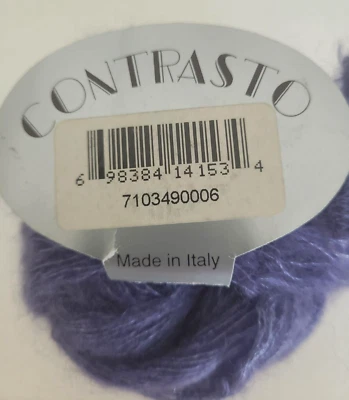 CONTRASTO
6 98384 14153 4
7103490006
Made in Italy